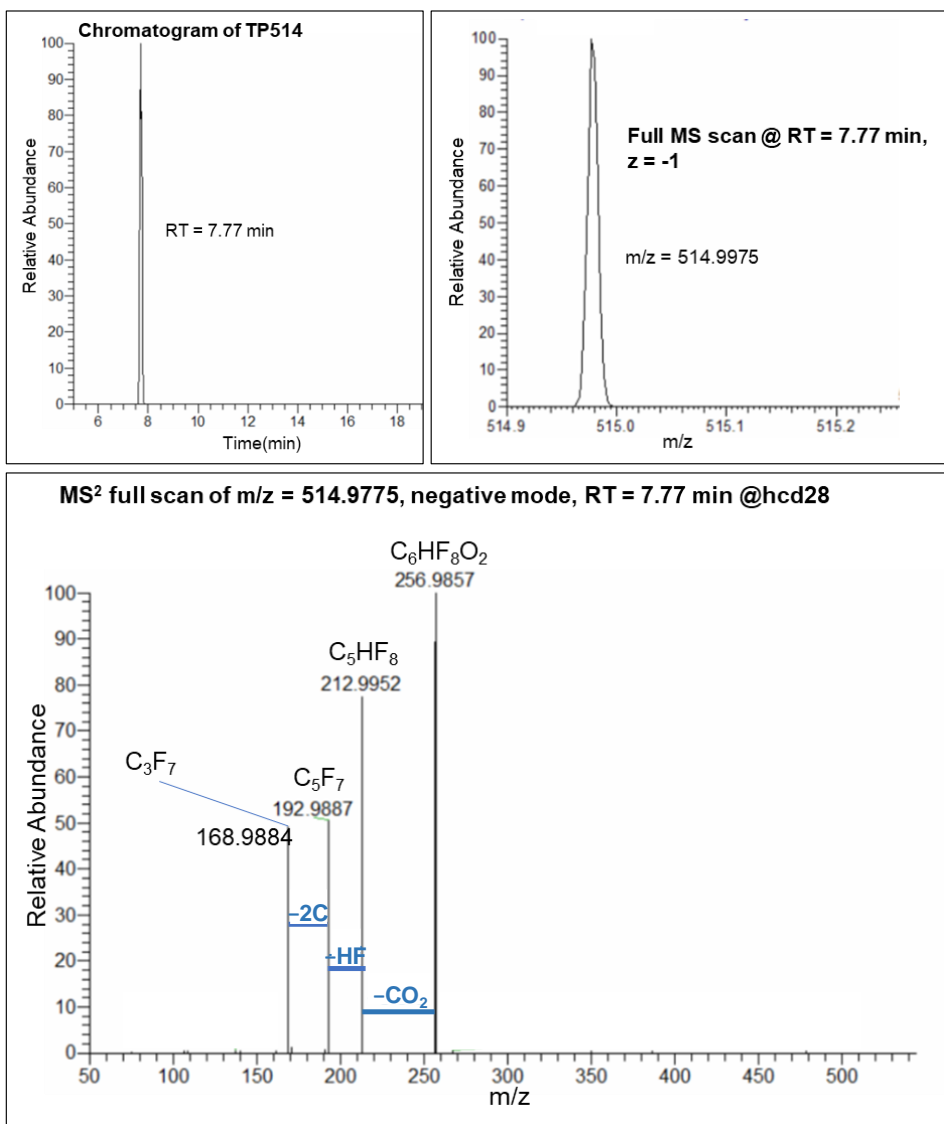 Chromatogram of TP514
100
90
80
70
60
50
40
30
20
10
0
Relative Abundance
RT = 7.77 min
6 8 10 12 14 16 18
Time(min)
100
90
80
70
60
50
40
30
20
10
0
Relative Abundance
Full MS scan @ RT = 7.77 min,
z = -1
m/z = 514.9975
514.9 515.0 515.1 515.2
m/z
MS² full scan of m/z = 514.9775, negative mode, RT = 7.77 min @hcd28
C₆HF₈O₂
256.9857
C₅HF₈
212.9952
C₃F₇
C₅F₇
192.9887
168.9884
–2C
–HF
–CO₂
100
90
80
70
60
50
40
30
20
10
0
Relative Abundance
50 100 150 200 250 300 350 400 450 500
m/z